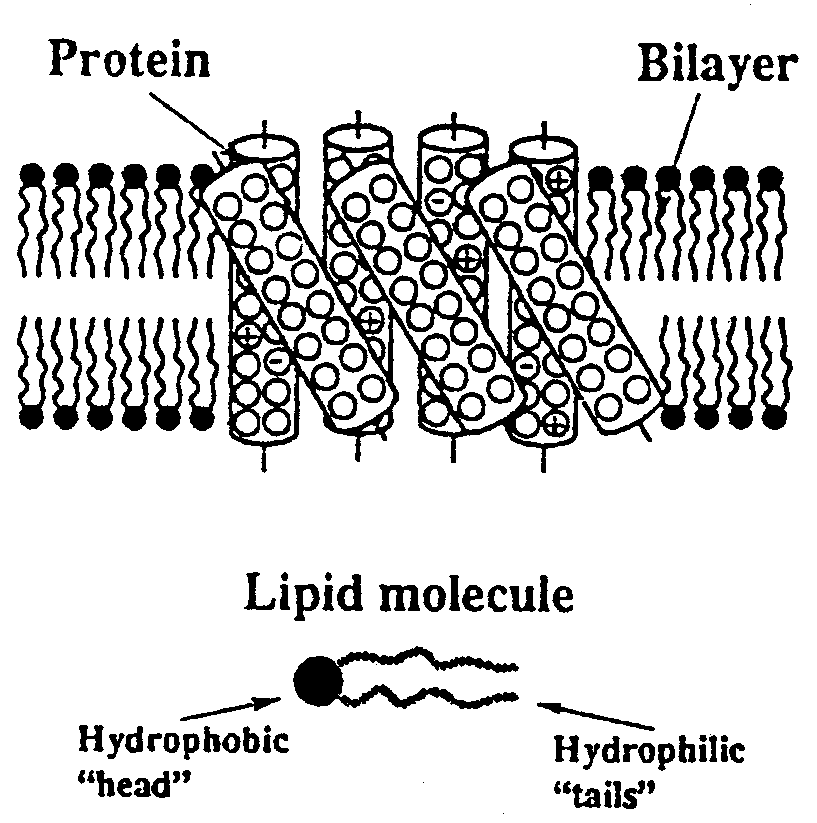 Protein
Bilayer
Lipid molecule
Hydrophobic
“head”
Hydrophilic
“tails”